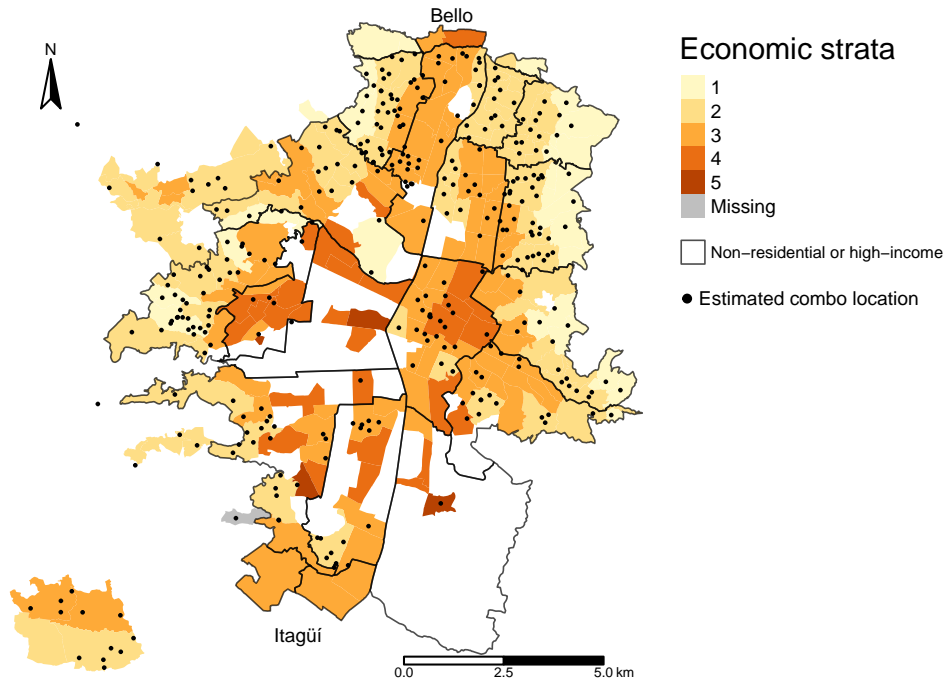 Bello
N
Economic strata
1
2
3
4
5
Missing
Non−residential or high−income
Estimated combo location
Itagüí
0.0 2.5 5.0 km